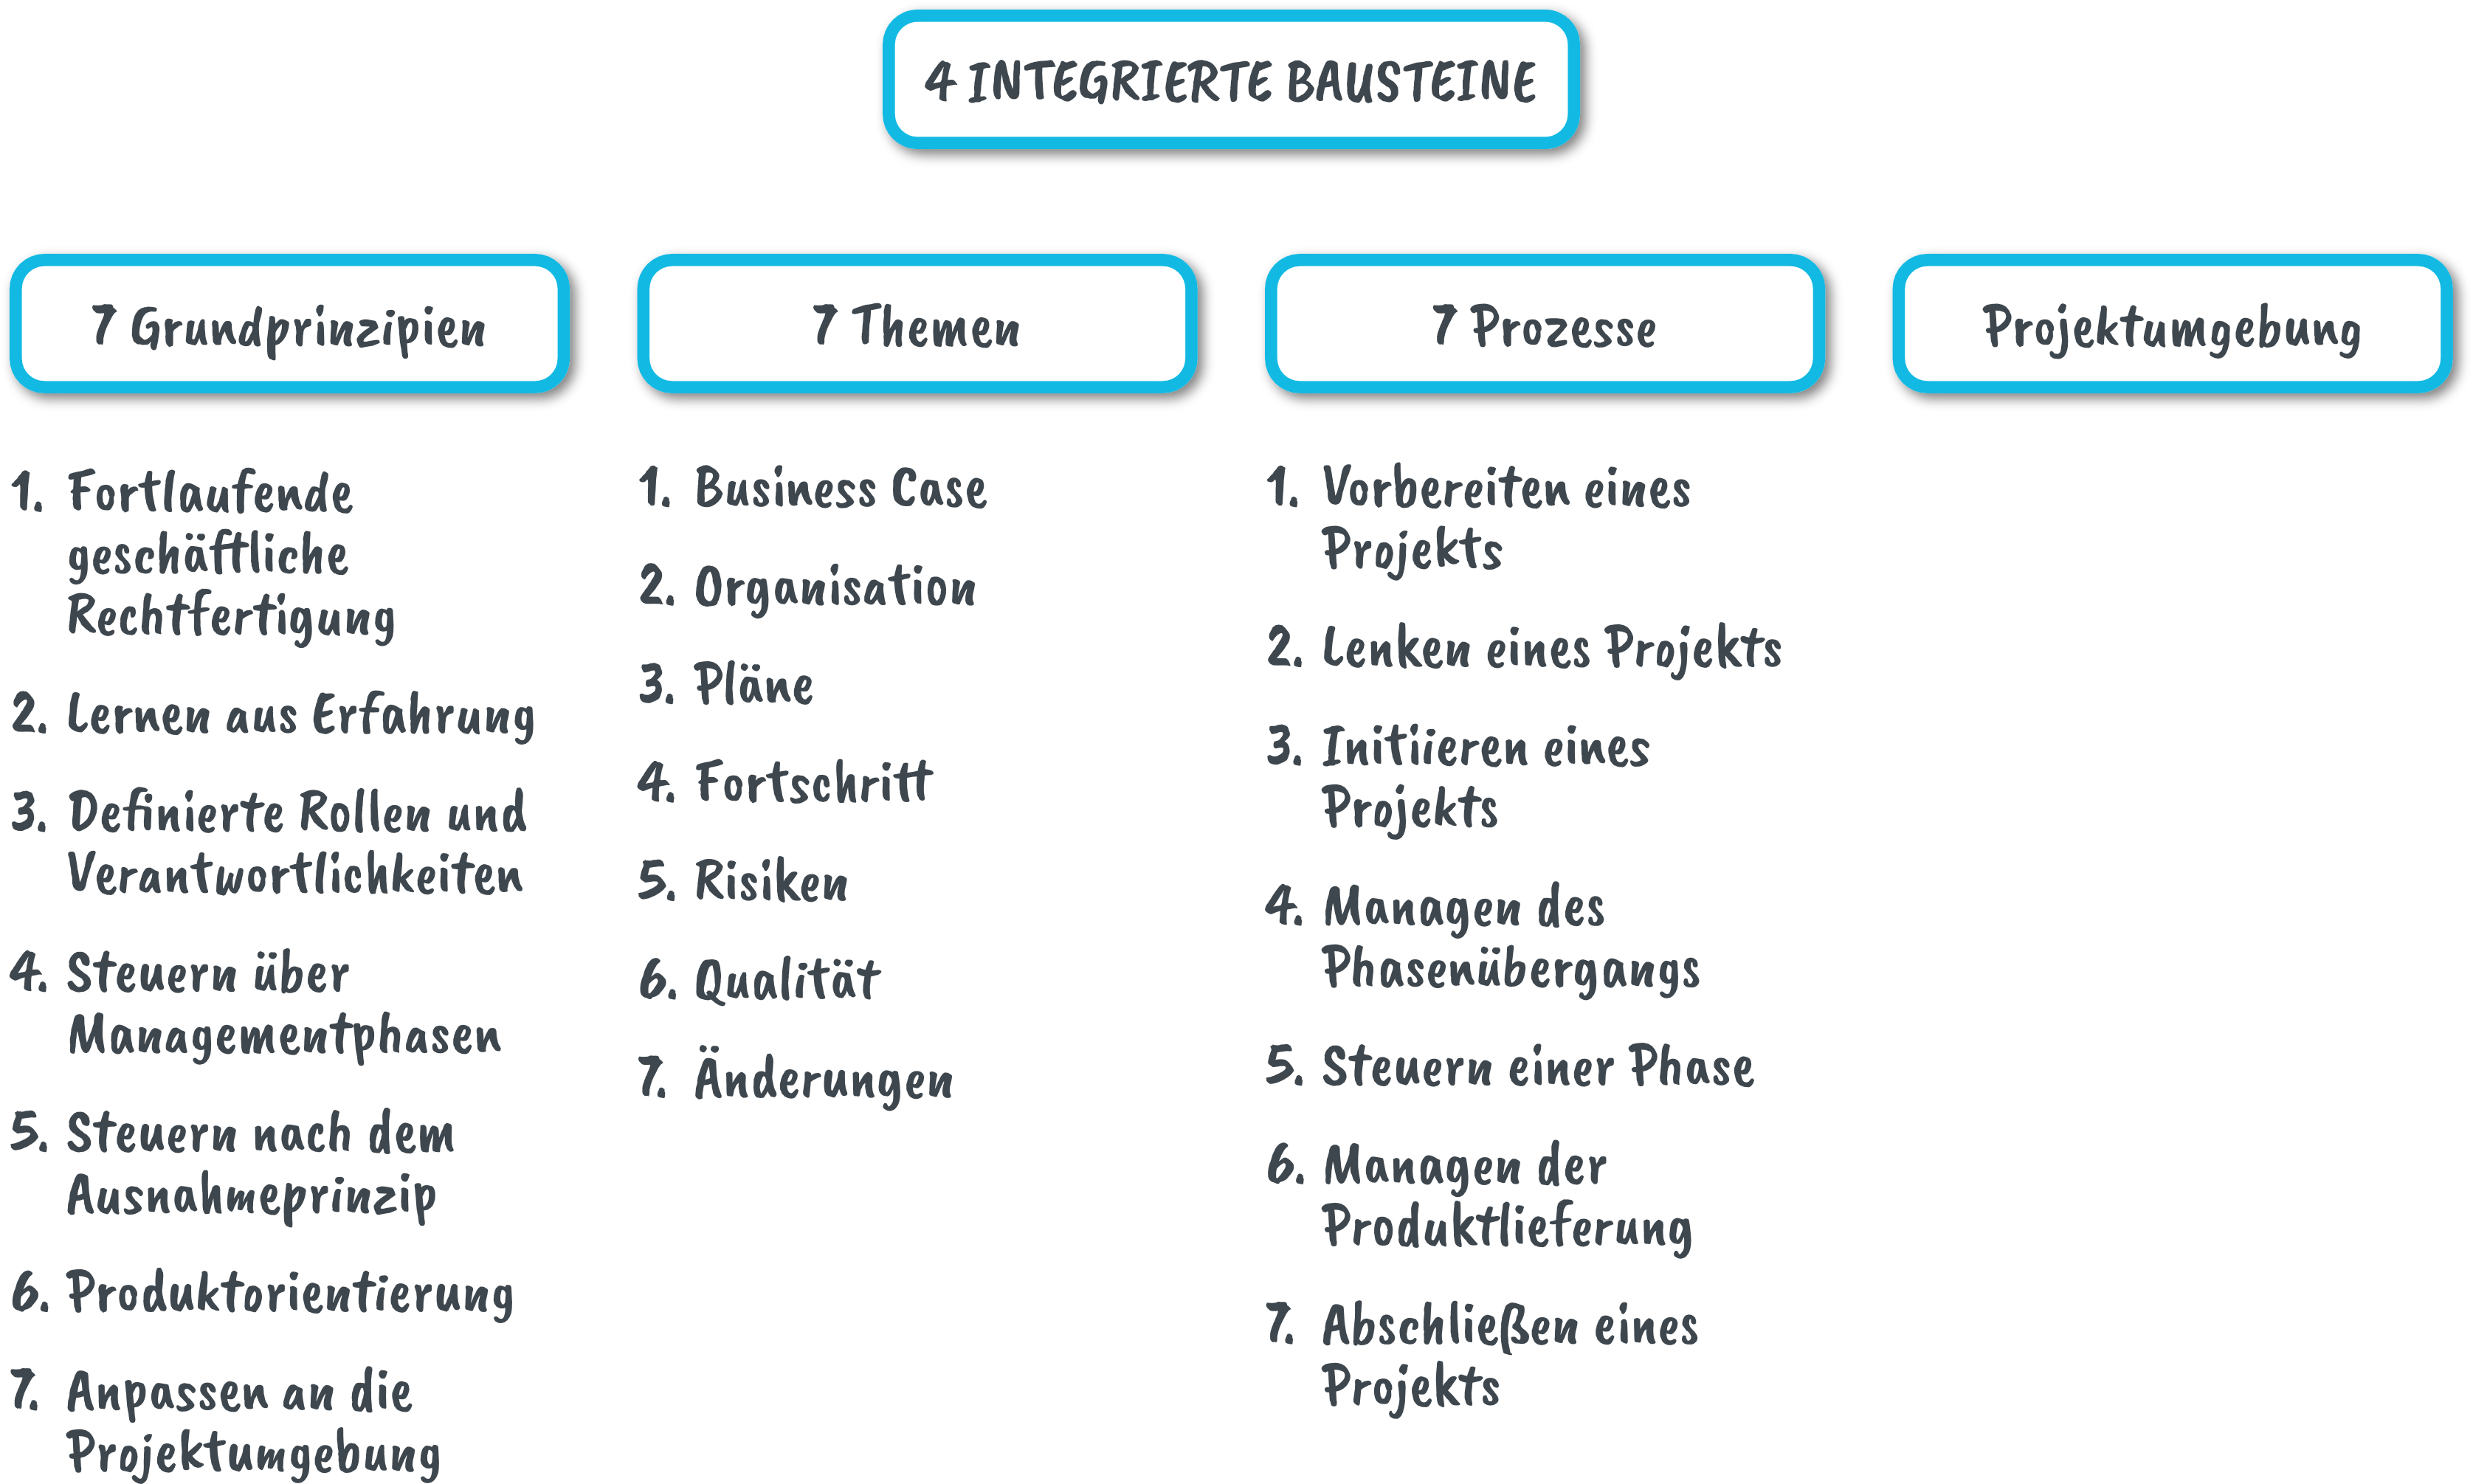 4 INTEGRIERTE BAUSTEINE
7 Grundprinzipien
1. Fortlaufende
geschäftliche
Rechtfertigung
2. Lernen aus Erfahrung
3. Definierte Rollen und
Verantwortlichkeiten
4. Steuern über
Managementphasen
5. Steuern nach dem
Ausnahmeprinzip
6. Produktorientierung
7. Anpassen an die
Projektumgebung
7 Themen
1. Business Case
2. Organisation
3. Pläne
4. Fortschritt
5. Risiken
6. Qualität
7. Änderungen
7 Prozesse
1. Vorbereiten eines
Projekts
2. Lenken eines Projekts
3. Initiieren eines
Projekts
4. Managen des
Phasenübergangs
5. Steuern einer Phase
6. Managen der
Produktlieferung
7. Abschließen eines
Projekts
Projektumgebung